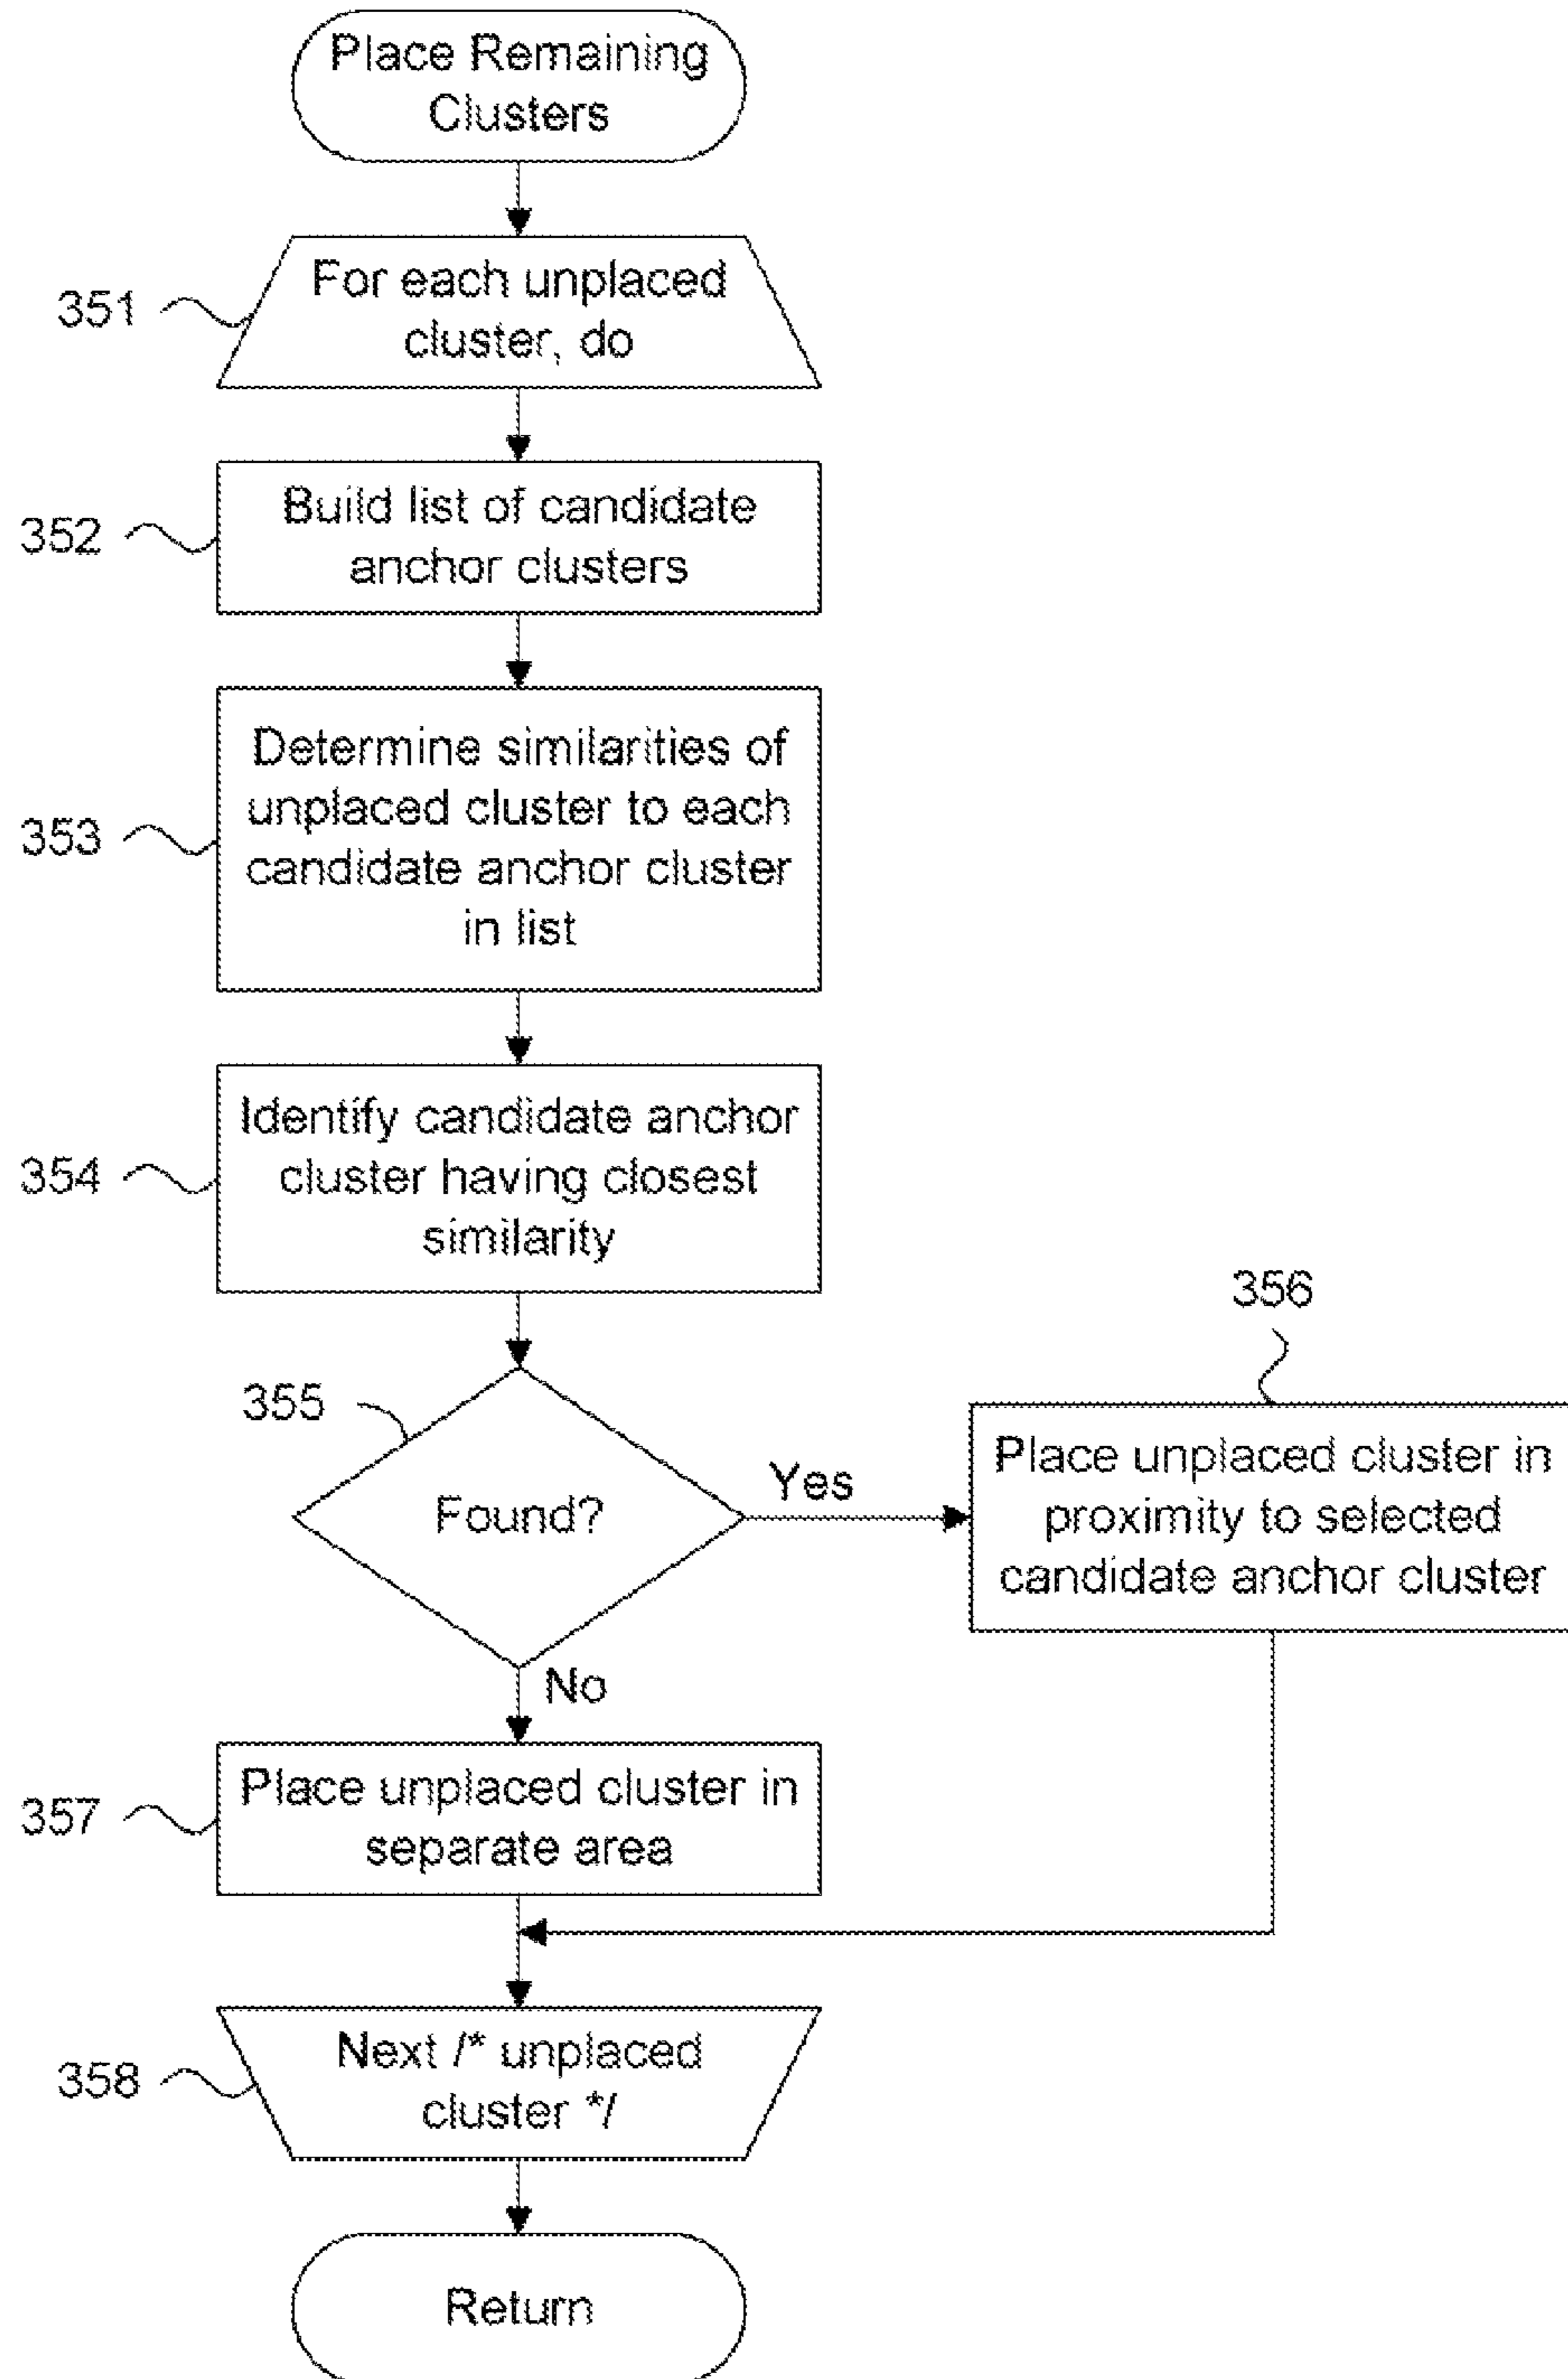 Place Remaining
Clusters
351
For each unplaced
cluster, do
352
Build list of candidate
anchor clusters
353
Determine similarities of
unplaced cluster to each
candidate anchor cluster
in list
354
Identify candidate anchor
cluster having closest
similarity
355
Found?
Yes
356
Place unplaced cluster in
proximity to selected
candidate anchor cluster
No
357
Place unplaced cluster in
separate area
358
Next /* unplaced
cluster */
Return